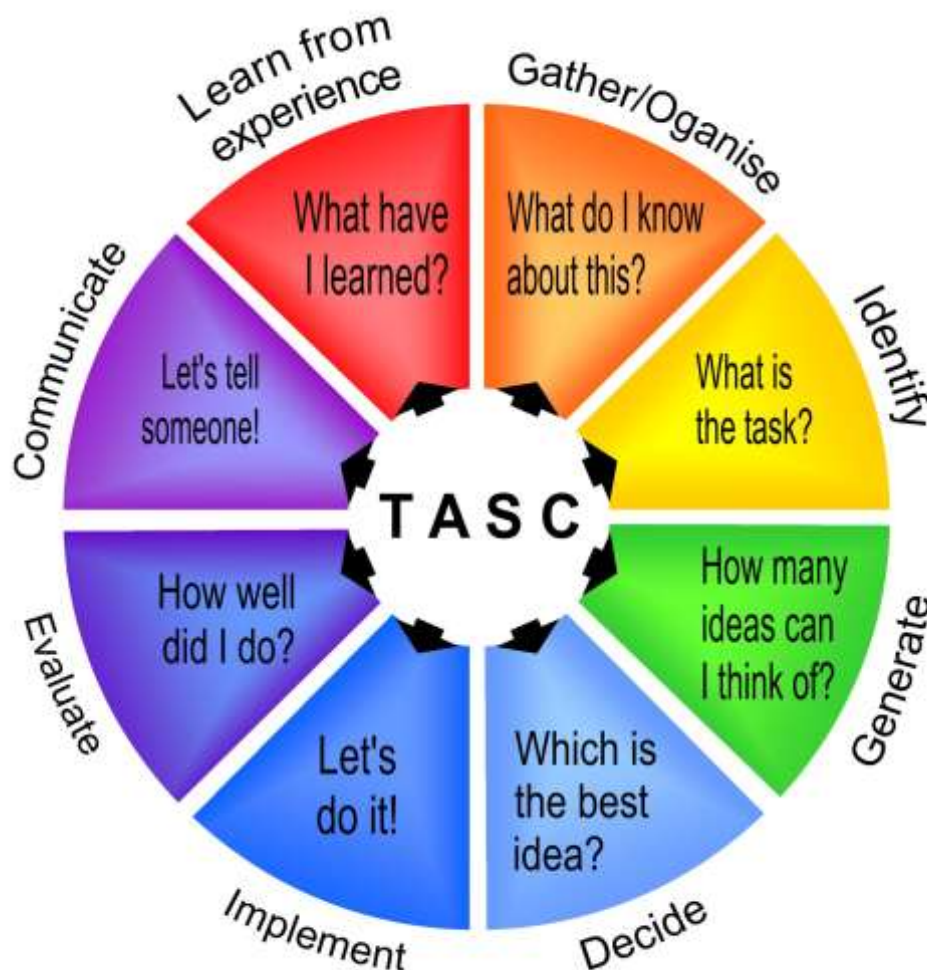 Gather/Oganise
What do I know
about this?
Identify
What is
the task?
Generate
How many
ideas can
I think of?
Decide
Which is
the best
idea?
Implement
Let's
do it!
Evaluate
How well
did I do?
Communicate
Let's tell
someone!
Learn from
experience
What have
I learned?
TASC